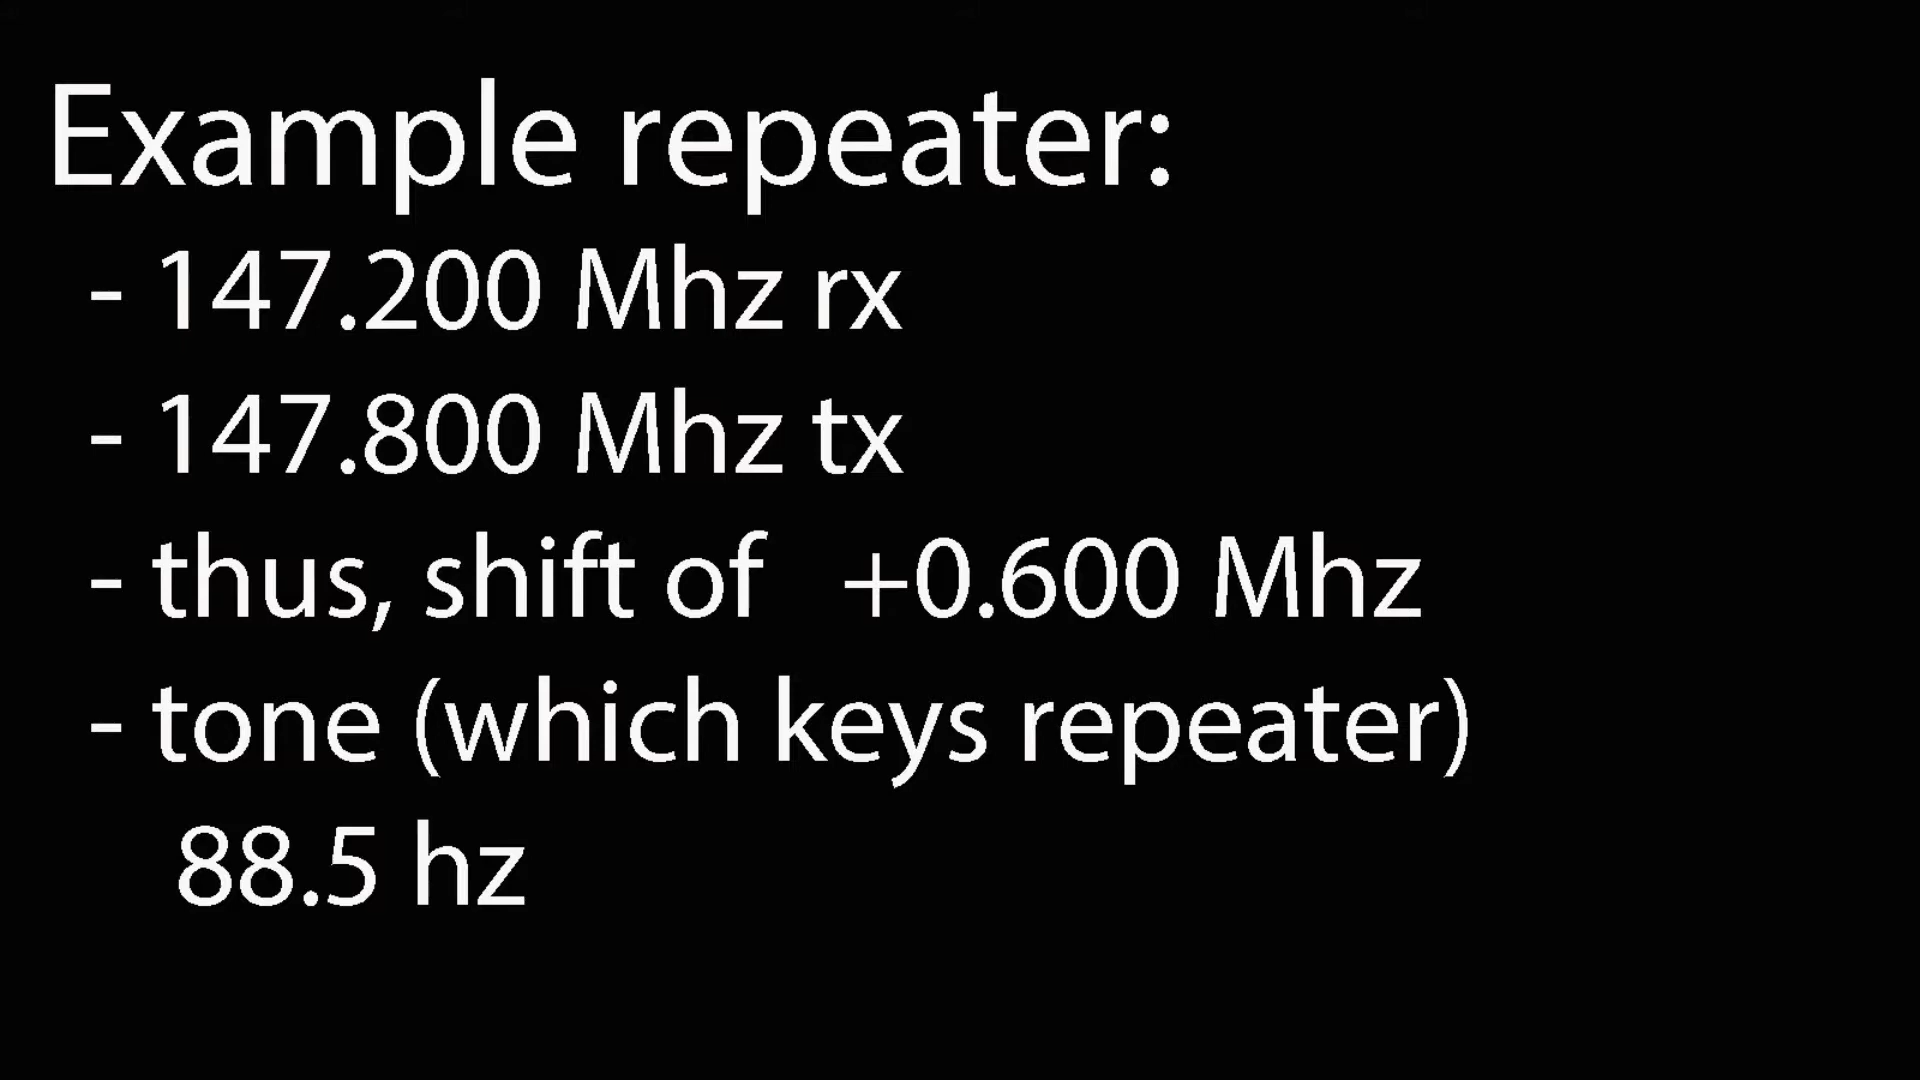 Example repeater:
- 147.200 Mhz rx
- 147.800 Mhz tx
- thus, shift of   +0.600 Mhz
- tone (which keys repeater)
88.5 hz